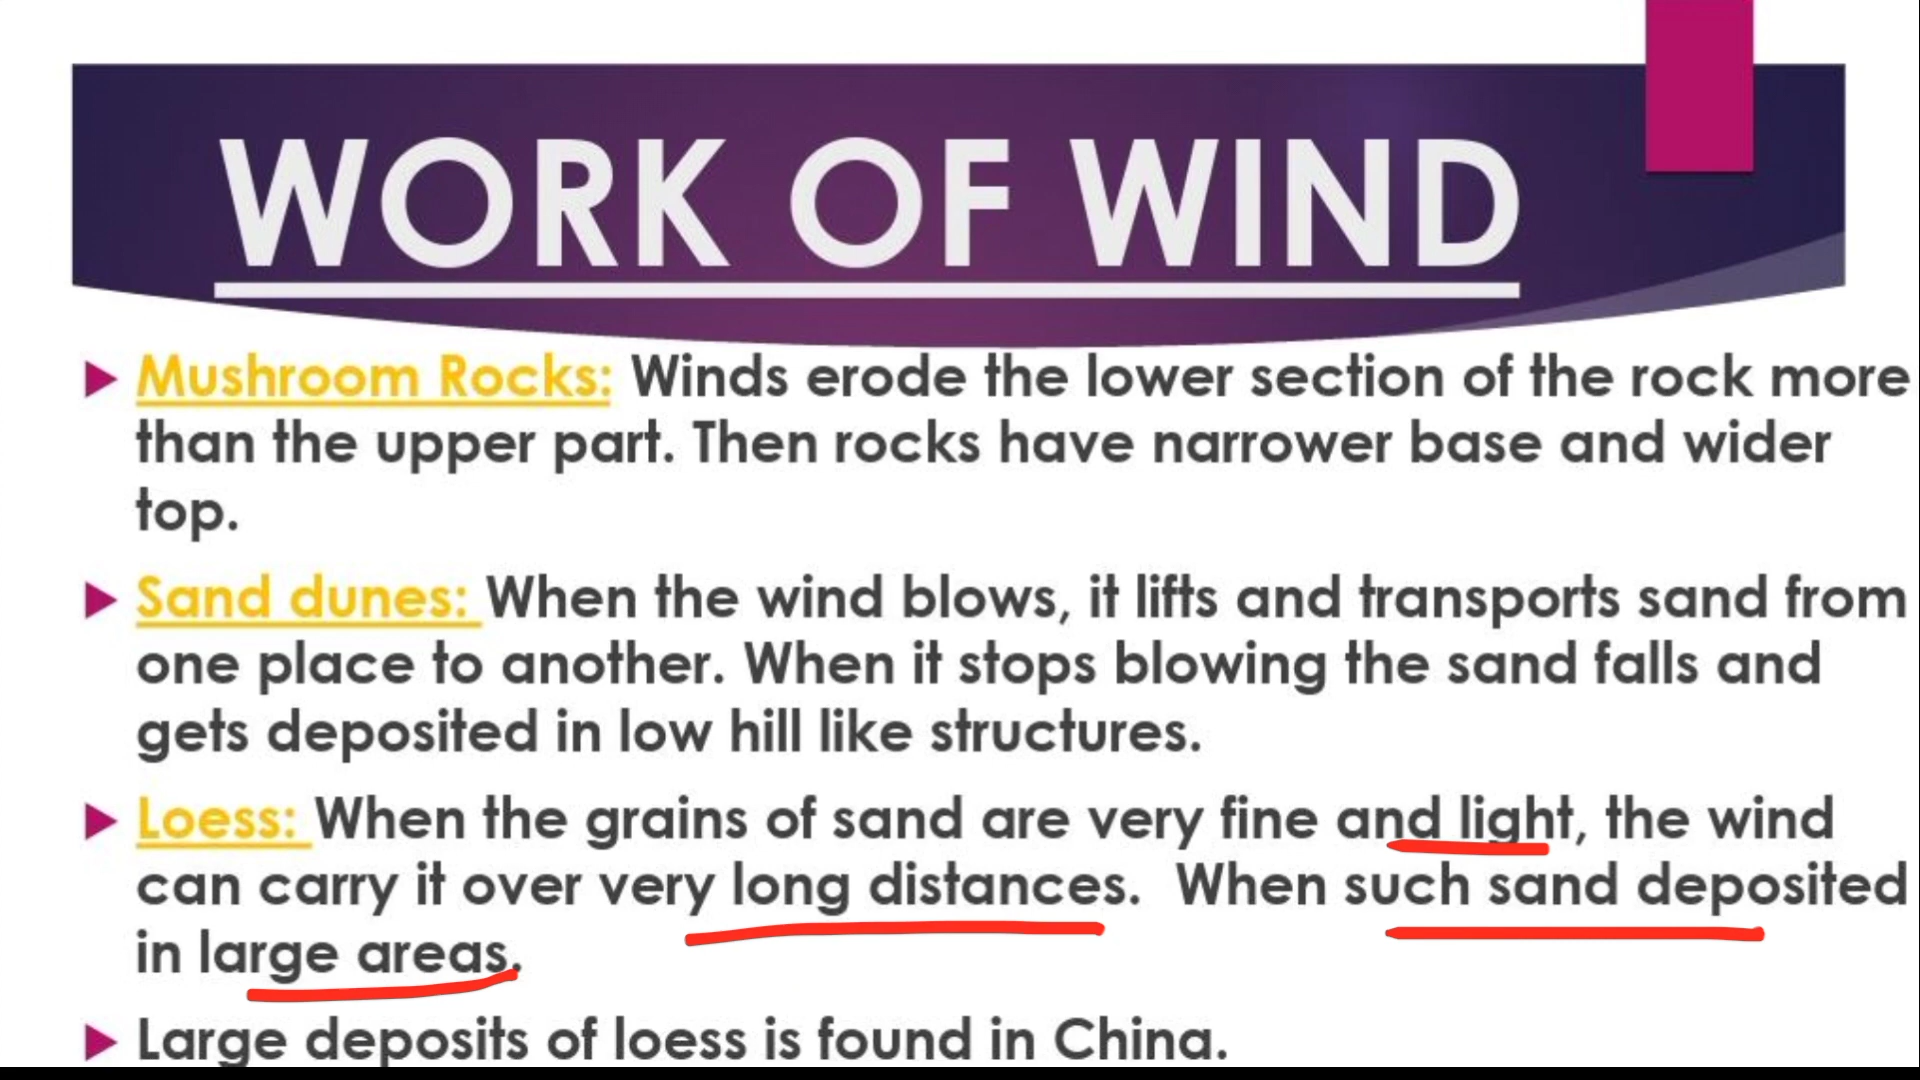 WORK OF WIND
Mushroom Rocks: Winds erode the lower section of the rock more
than the upper part. Then rocks have narrower base and wider
top.
Sand dunes: When the wind blows, it lifts and transports sand from
one place to another. When it stops blowing the sand falls and
gets deposited in low hill like structures.
Loess: When the grains of sand are very fine and light, the wind
can carry it over very long distances. When such sand deposited
in large areas.
Large deposits of loess is found in China.